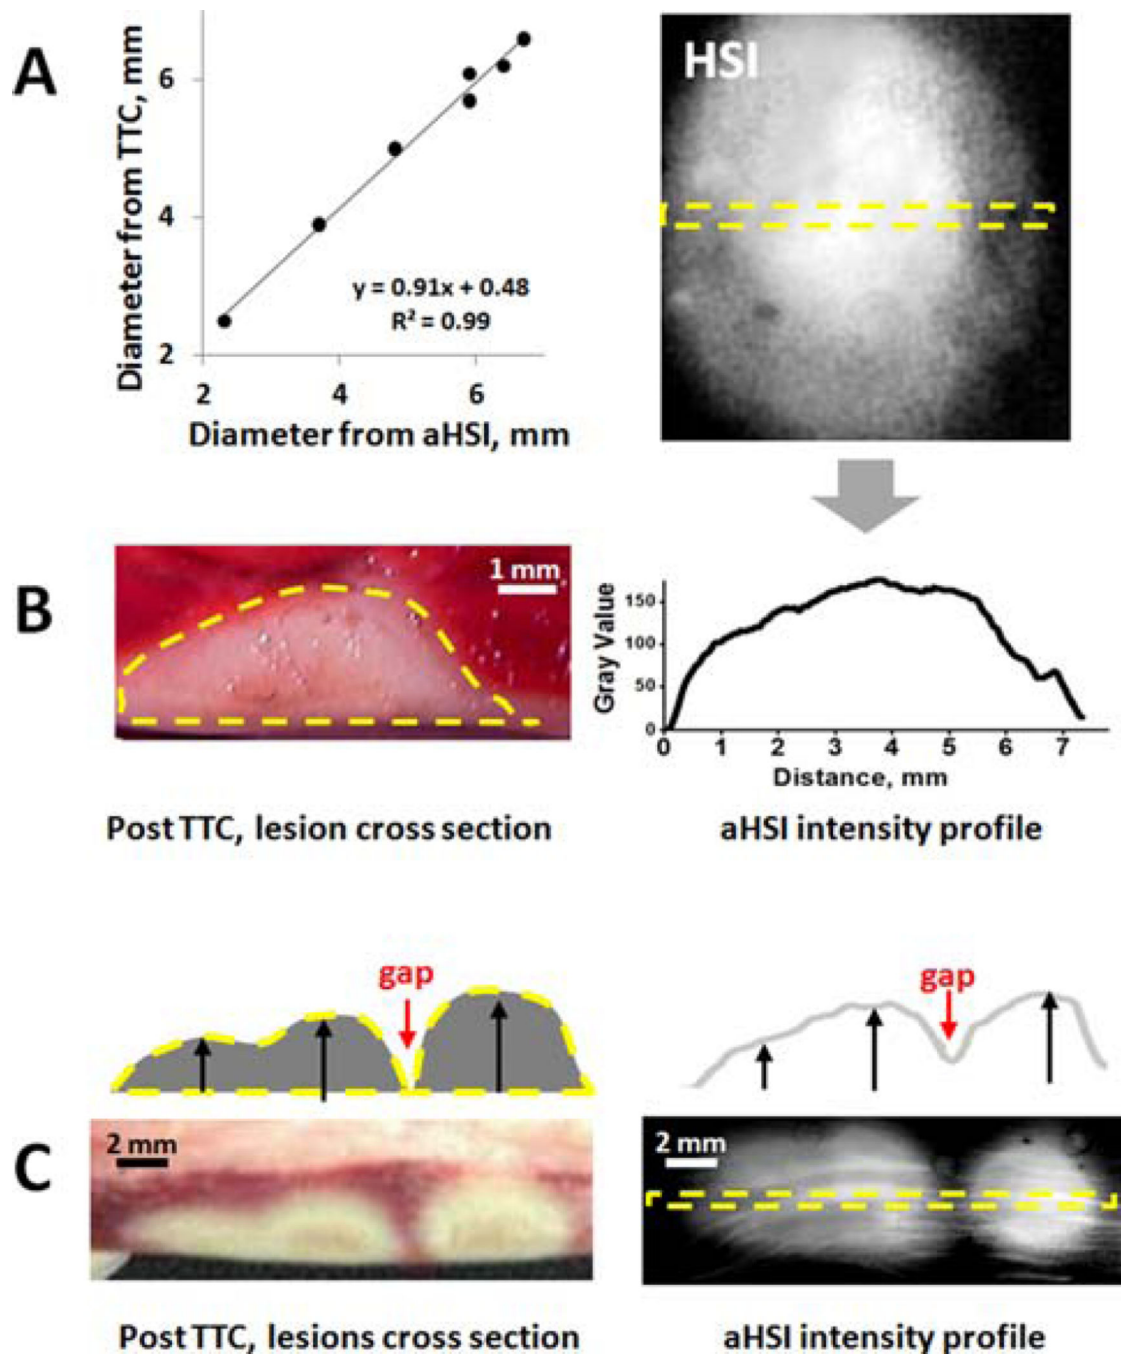 A
Diameter from TTC, mm
6
4
2
2 4 6
Diameter from aHSI, mm
y = 0.91x + 0.48
R² = 0.99
HSI
B
1 mm
Post TTC, lesion cross section
Gray Value
150
100
50
0
0 1 2 3 4 5 6 7
Distance, mm
aHSI intensity profile
C
gap
2 mm
Post TTC, lesions cross section
gap
2 mm
aHSI intensity profile